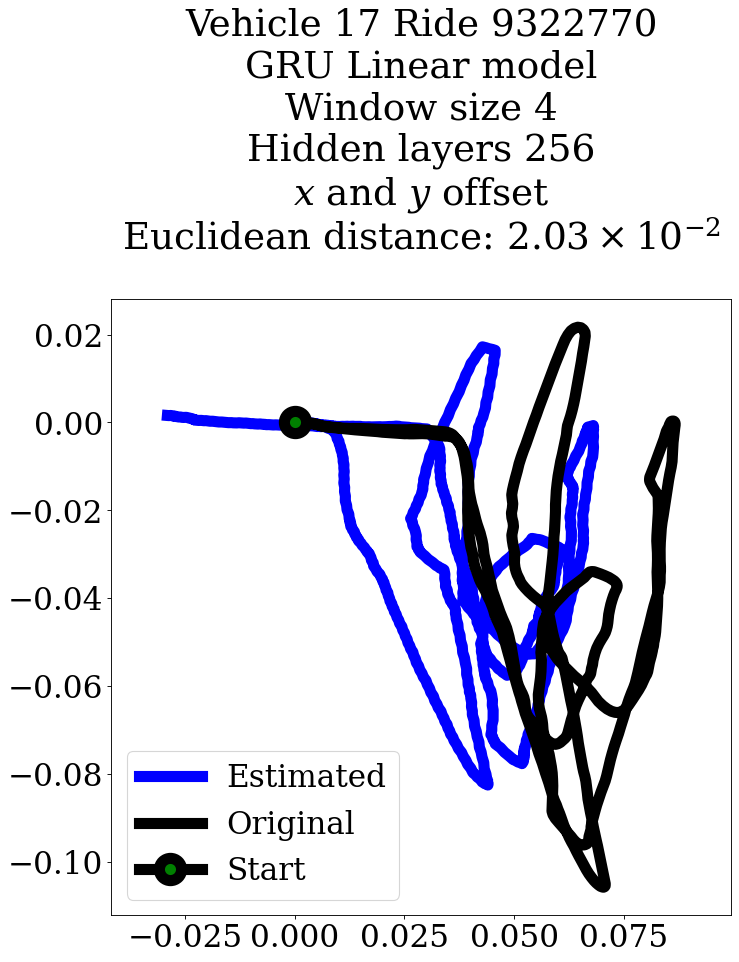 Vehicle 17 Ride 9322770
GRU Linear model
Window size 4
Hidden layers 256
x and y offset
Euclidean distance: 2.03 × 10⁻²
0.02
0.00
−0.02
−0.04
−0.06
−0.08
−0.10
Estimated
Original
Start
−0.025 0.000 0.025 0.050 0.075